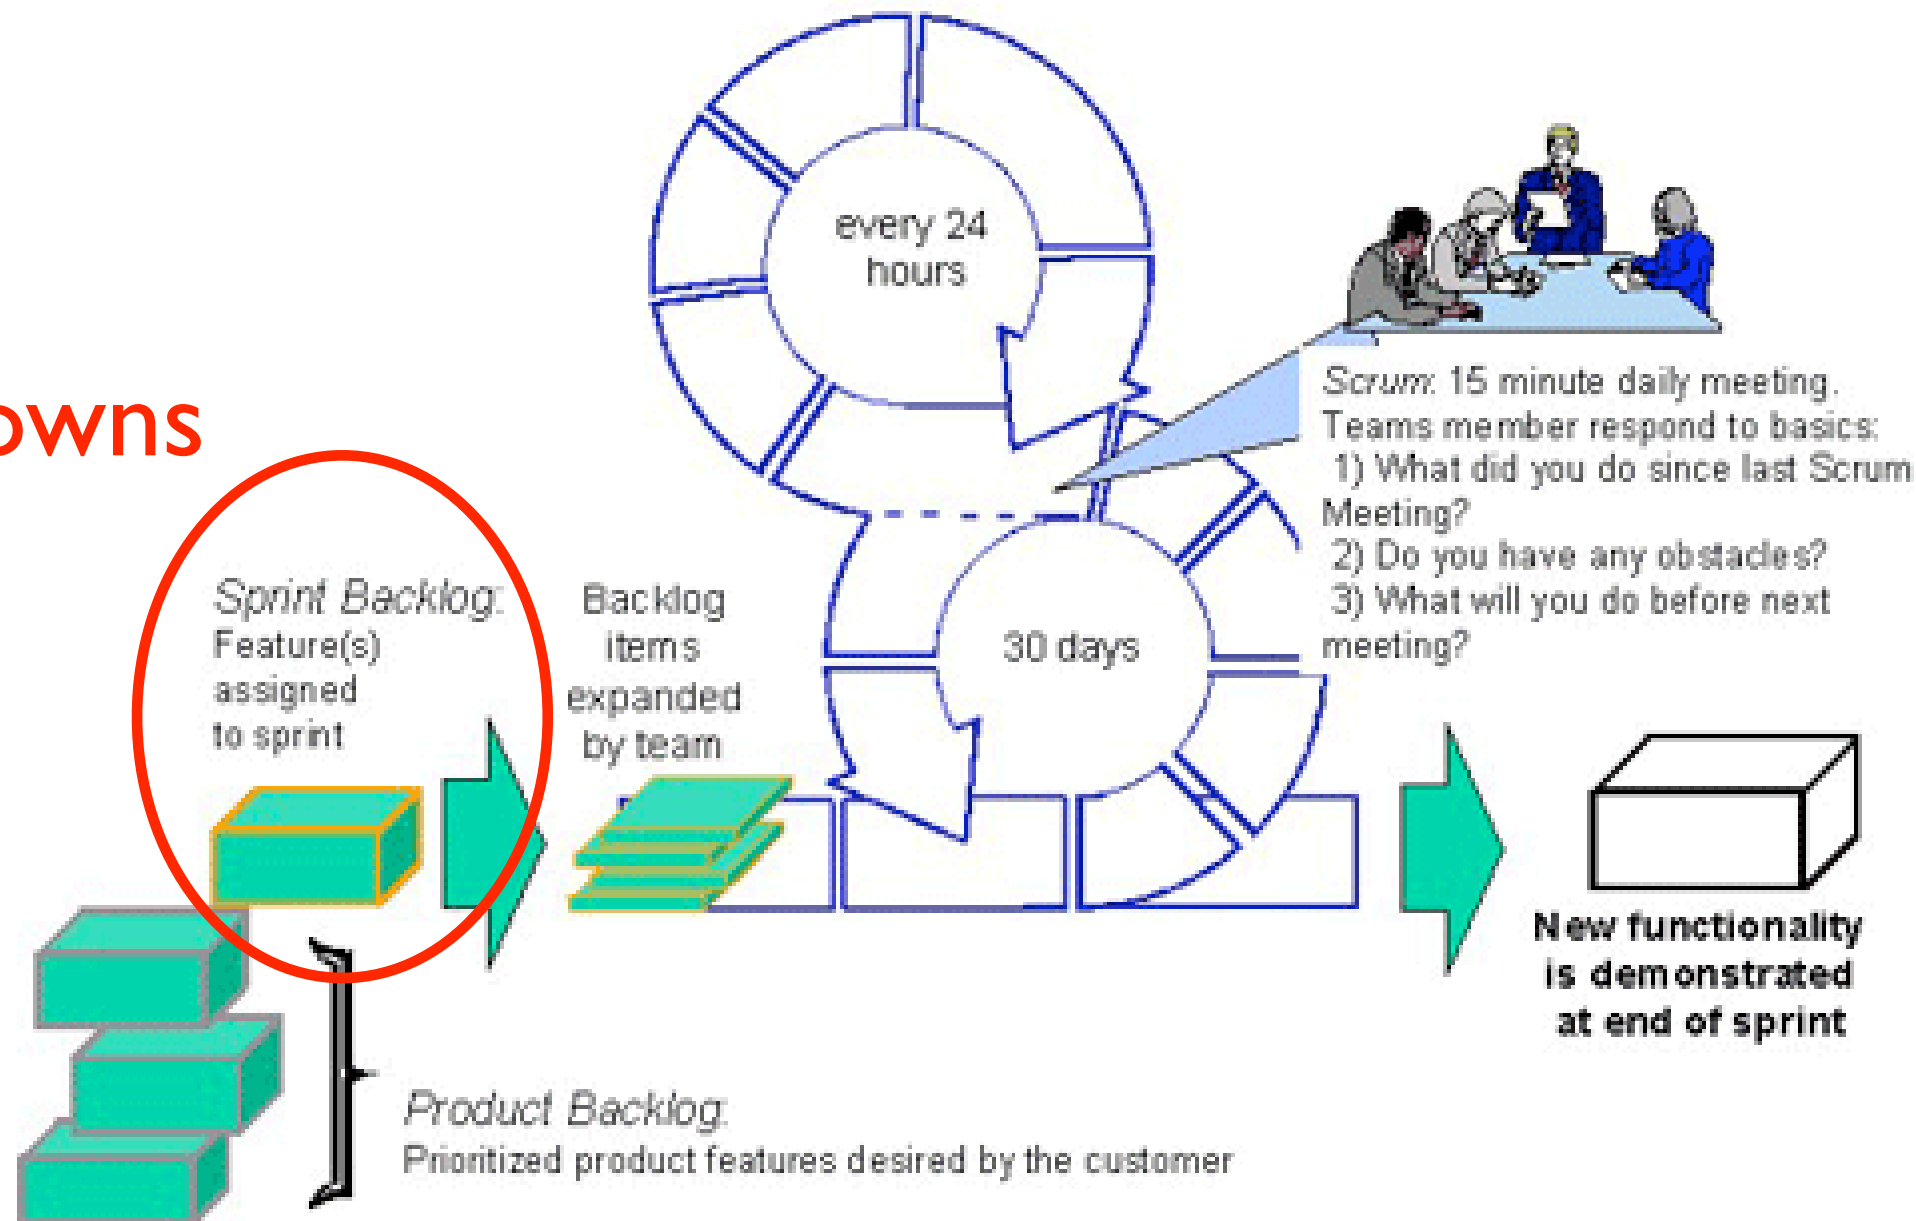 every 24
hours
Scrum: 15 minute daily meeting.
Teams member respond to basics:
1) What did you do since last Scrum
Meeting?
2) Do you have any obstacles?
3) What will you do before next
meeting?
Sprint Backlog:
Feature(s)
assigned
to sprint
Backlog
items
expanded
by team
30 days
New functionality
is demonstrated
at end of sprint
Product Backlog:
Prioritized product features desired by the customer